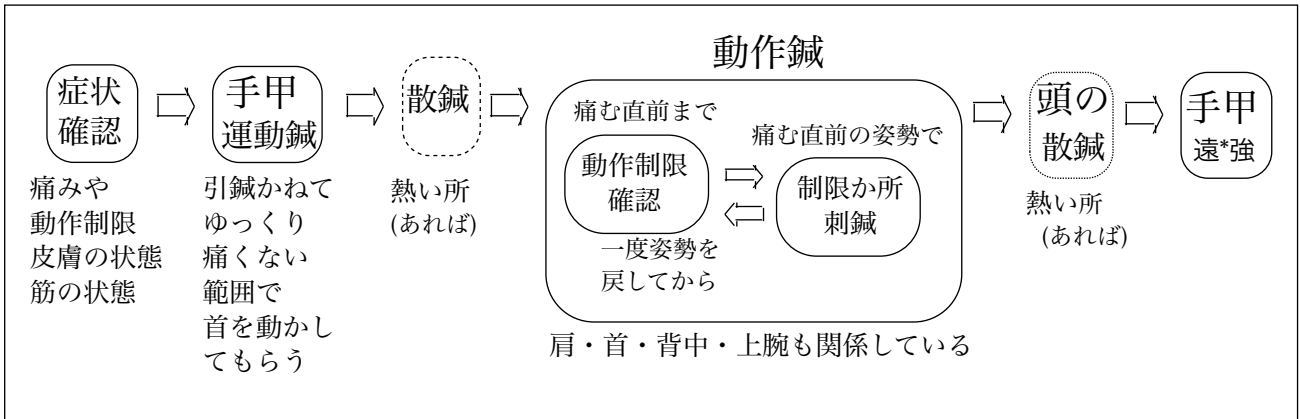 症状
確認
痛みや
動作制限
皮膚の状態
筋の状態
手甲
運動鍼
引鍼かねて
ゆっくり
痛くない
範囲で
首を動かし
てもらう
散鍼
熱い所
(あれば)
動作鍼
痛む直前まで
動作制限
確認
一度姿勢を
戻してから
痛む直前の姿勢で
制限か所
刺鍼
肩・首・背中・上腕も関係している
頭の
散鍼
熱い所
(あれば)
手甲
遠*強